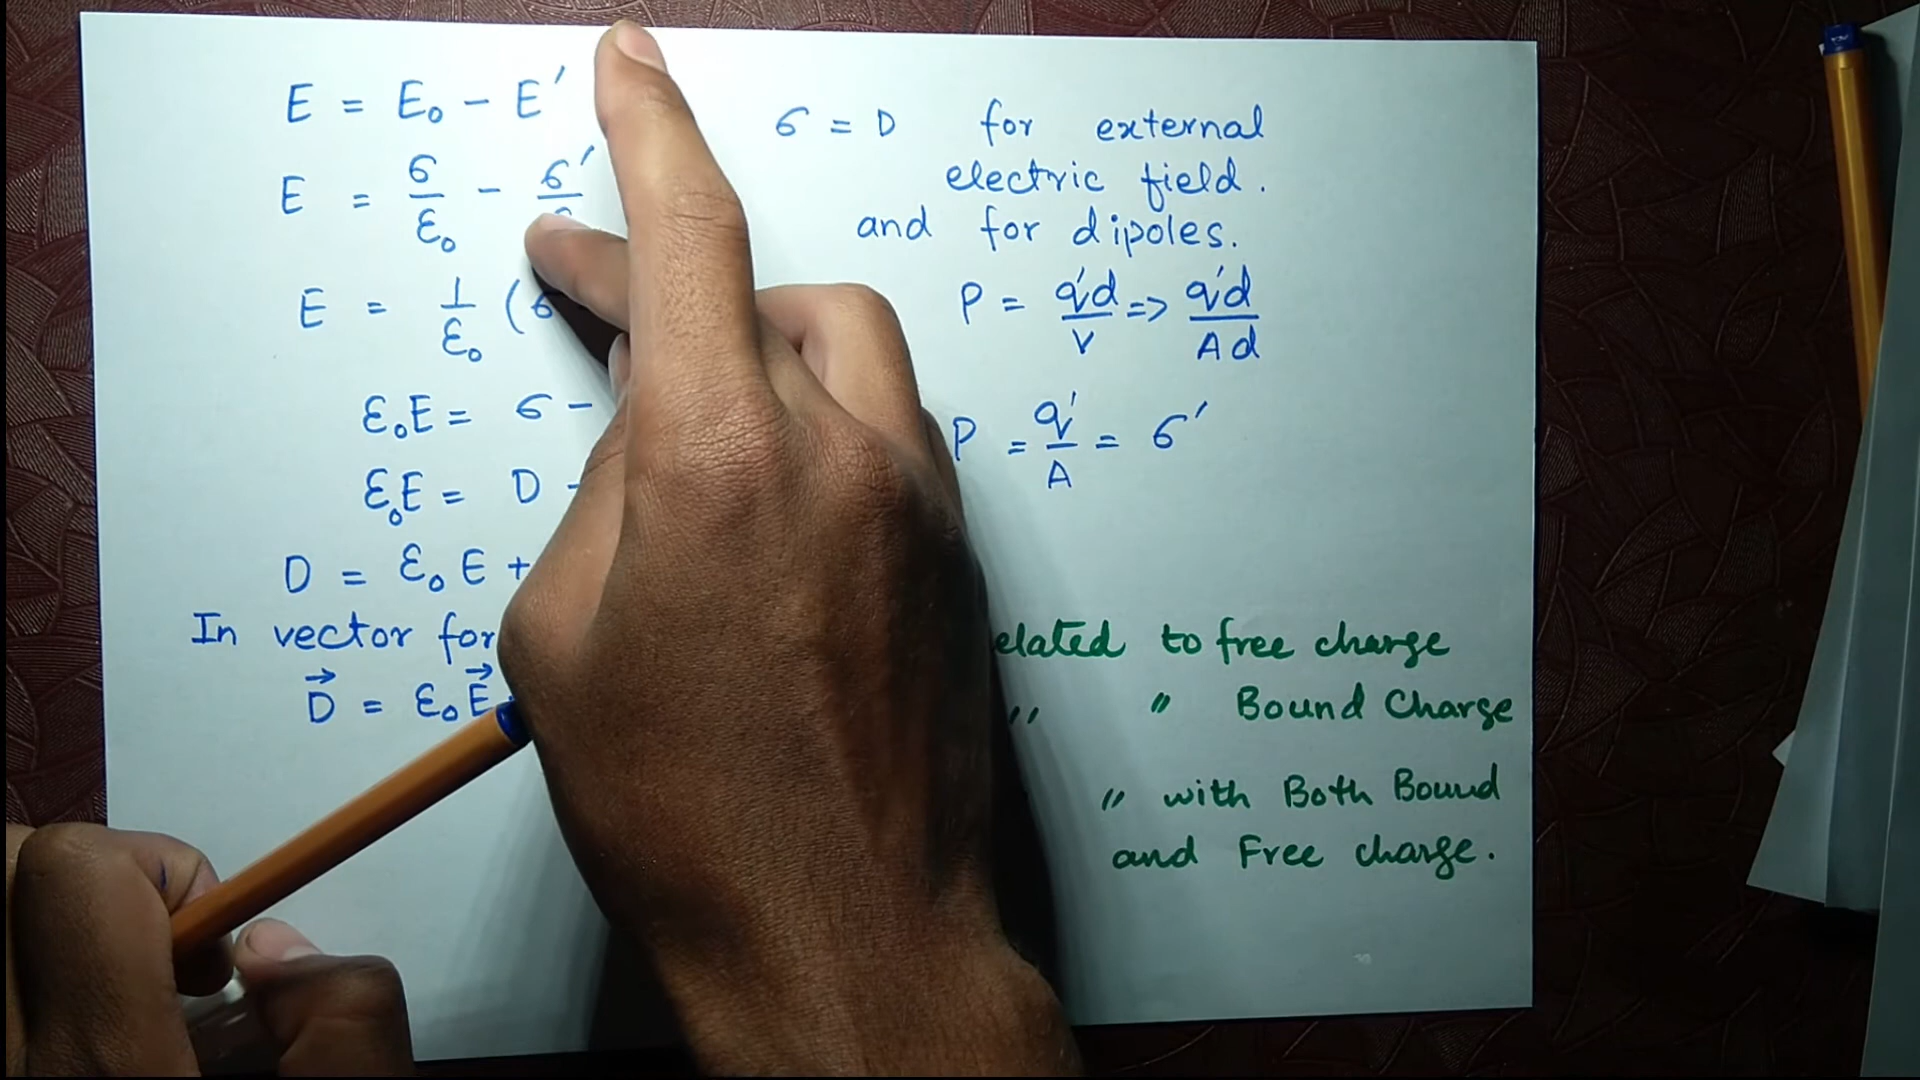 E = E₀ - E'
E = σ/ε₀ - σ'/
E = 1/ε₀ (σ
ε₀E = σ -
ε₀E = D -
D = ε₀ E +
In vector for
D⃗ = ε₀E⃗
σ = D for external
electric field.
and for dipoles.
P = q'd/V => q'd/Ad
P = q'/A = σ'
elated to free charge
" " Bound Charge
" with Both Bound
and Free charge.